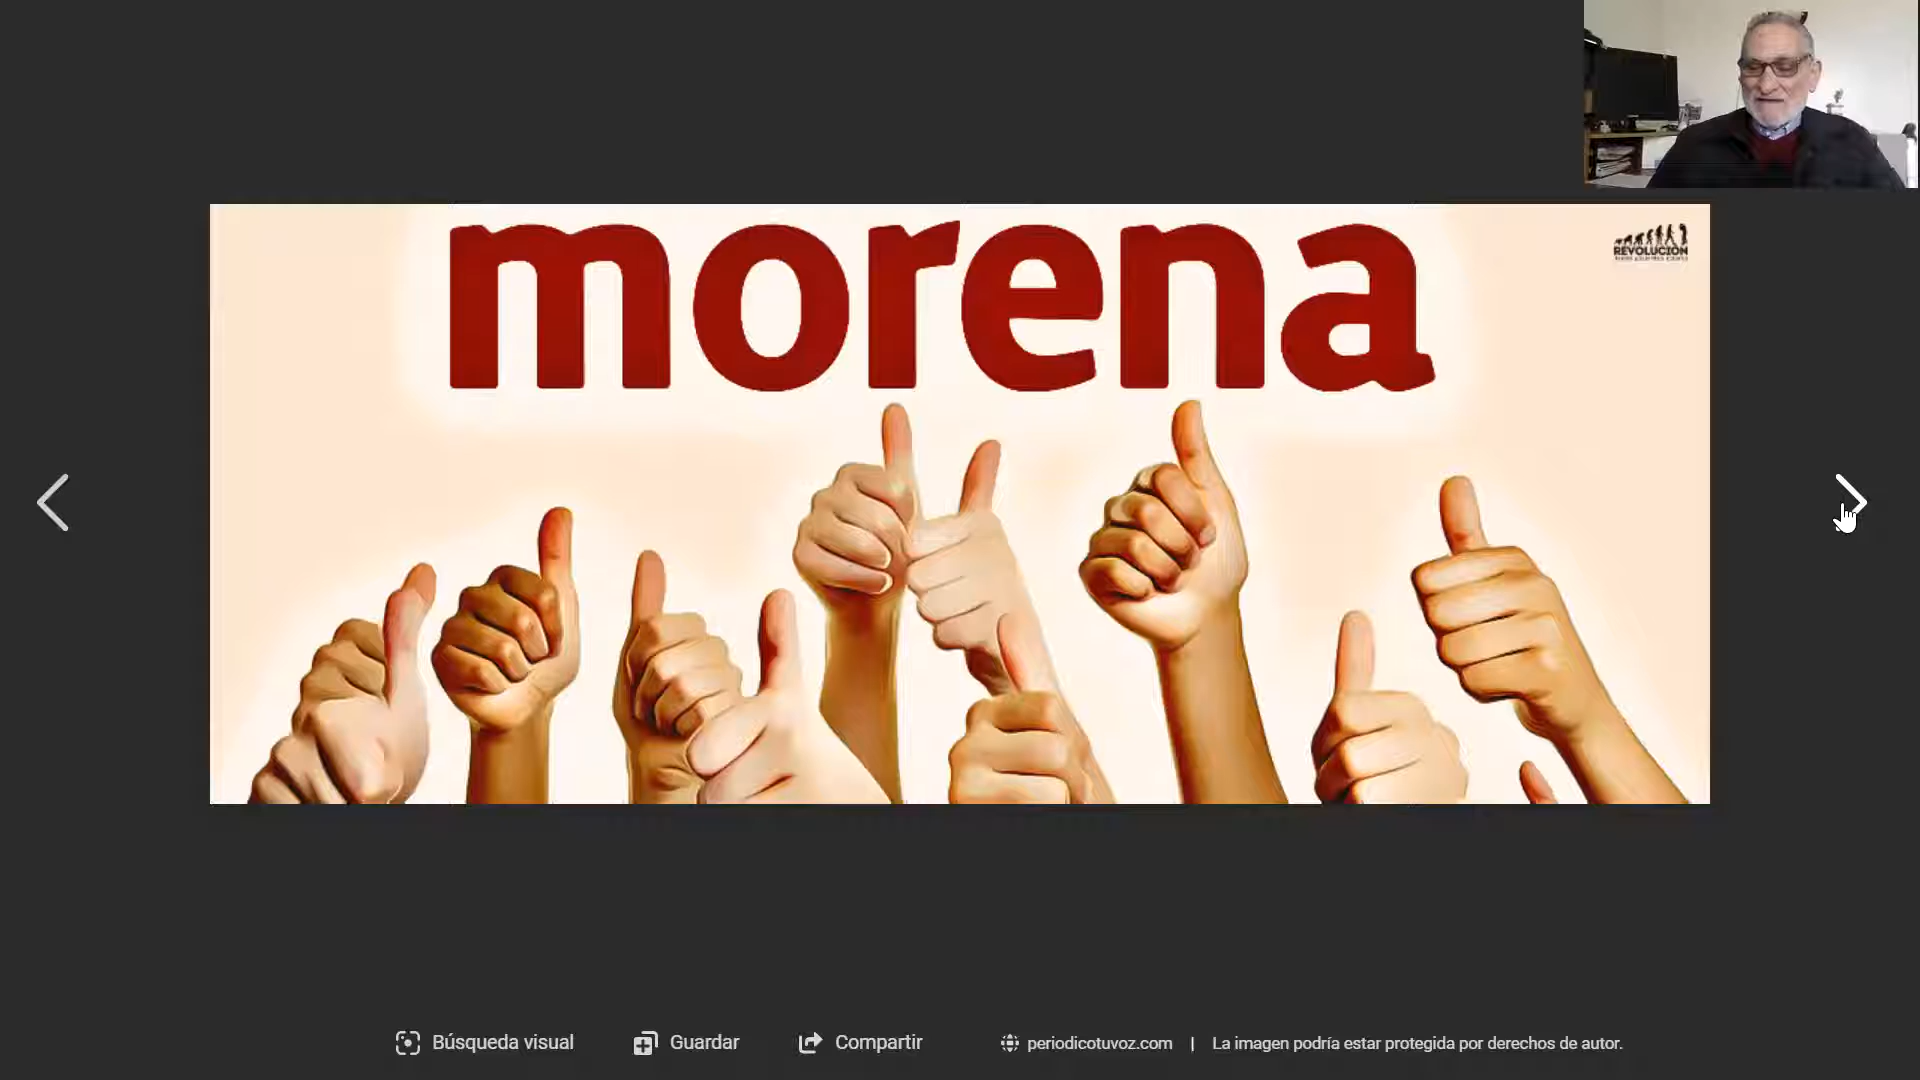 morena
REVOLUCIÓN
Búsqueda visual
Guardar
Compartir
periodicotuvoz.com | La imagen podría estar protegida por derechos de autor.